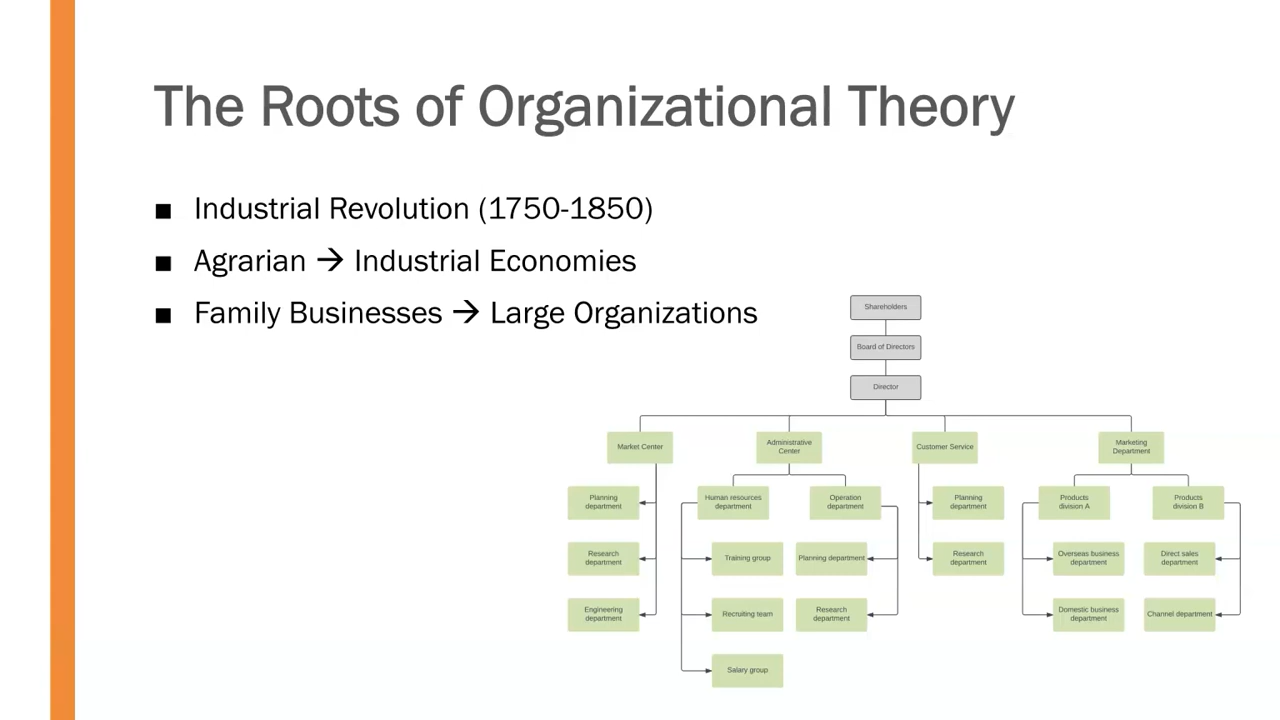 The Roots of Organizational Theory
■ Industrial Revolution (1750-1850)
■ Agrarian → Industrial Economies
■ Family Businesses → Large Organizations
Shareholders
Board of Directors
Director
Market Center
Administrative
Center
Customer Service
Marketing
Department
Planning
department
Research
department
Engineering
department
Human resources
department
Training group
Recruiting team
Salary group
Operation
department
Planning department
Research
department
Planning
department
Research
department
Products
division A
Overseas business
department
Domestic business
department
Products
division B
Direct sales
department
Channel department